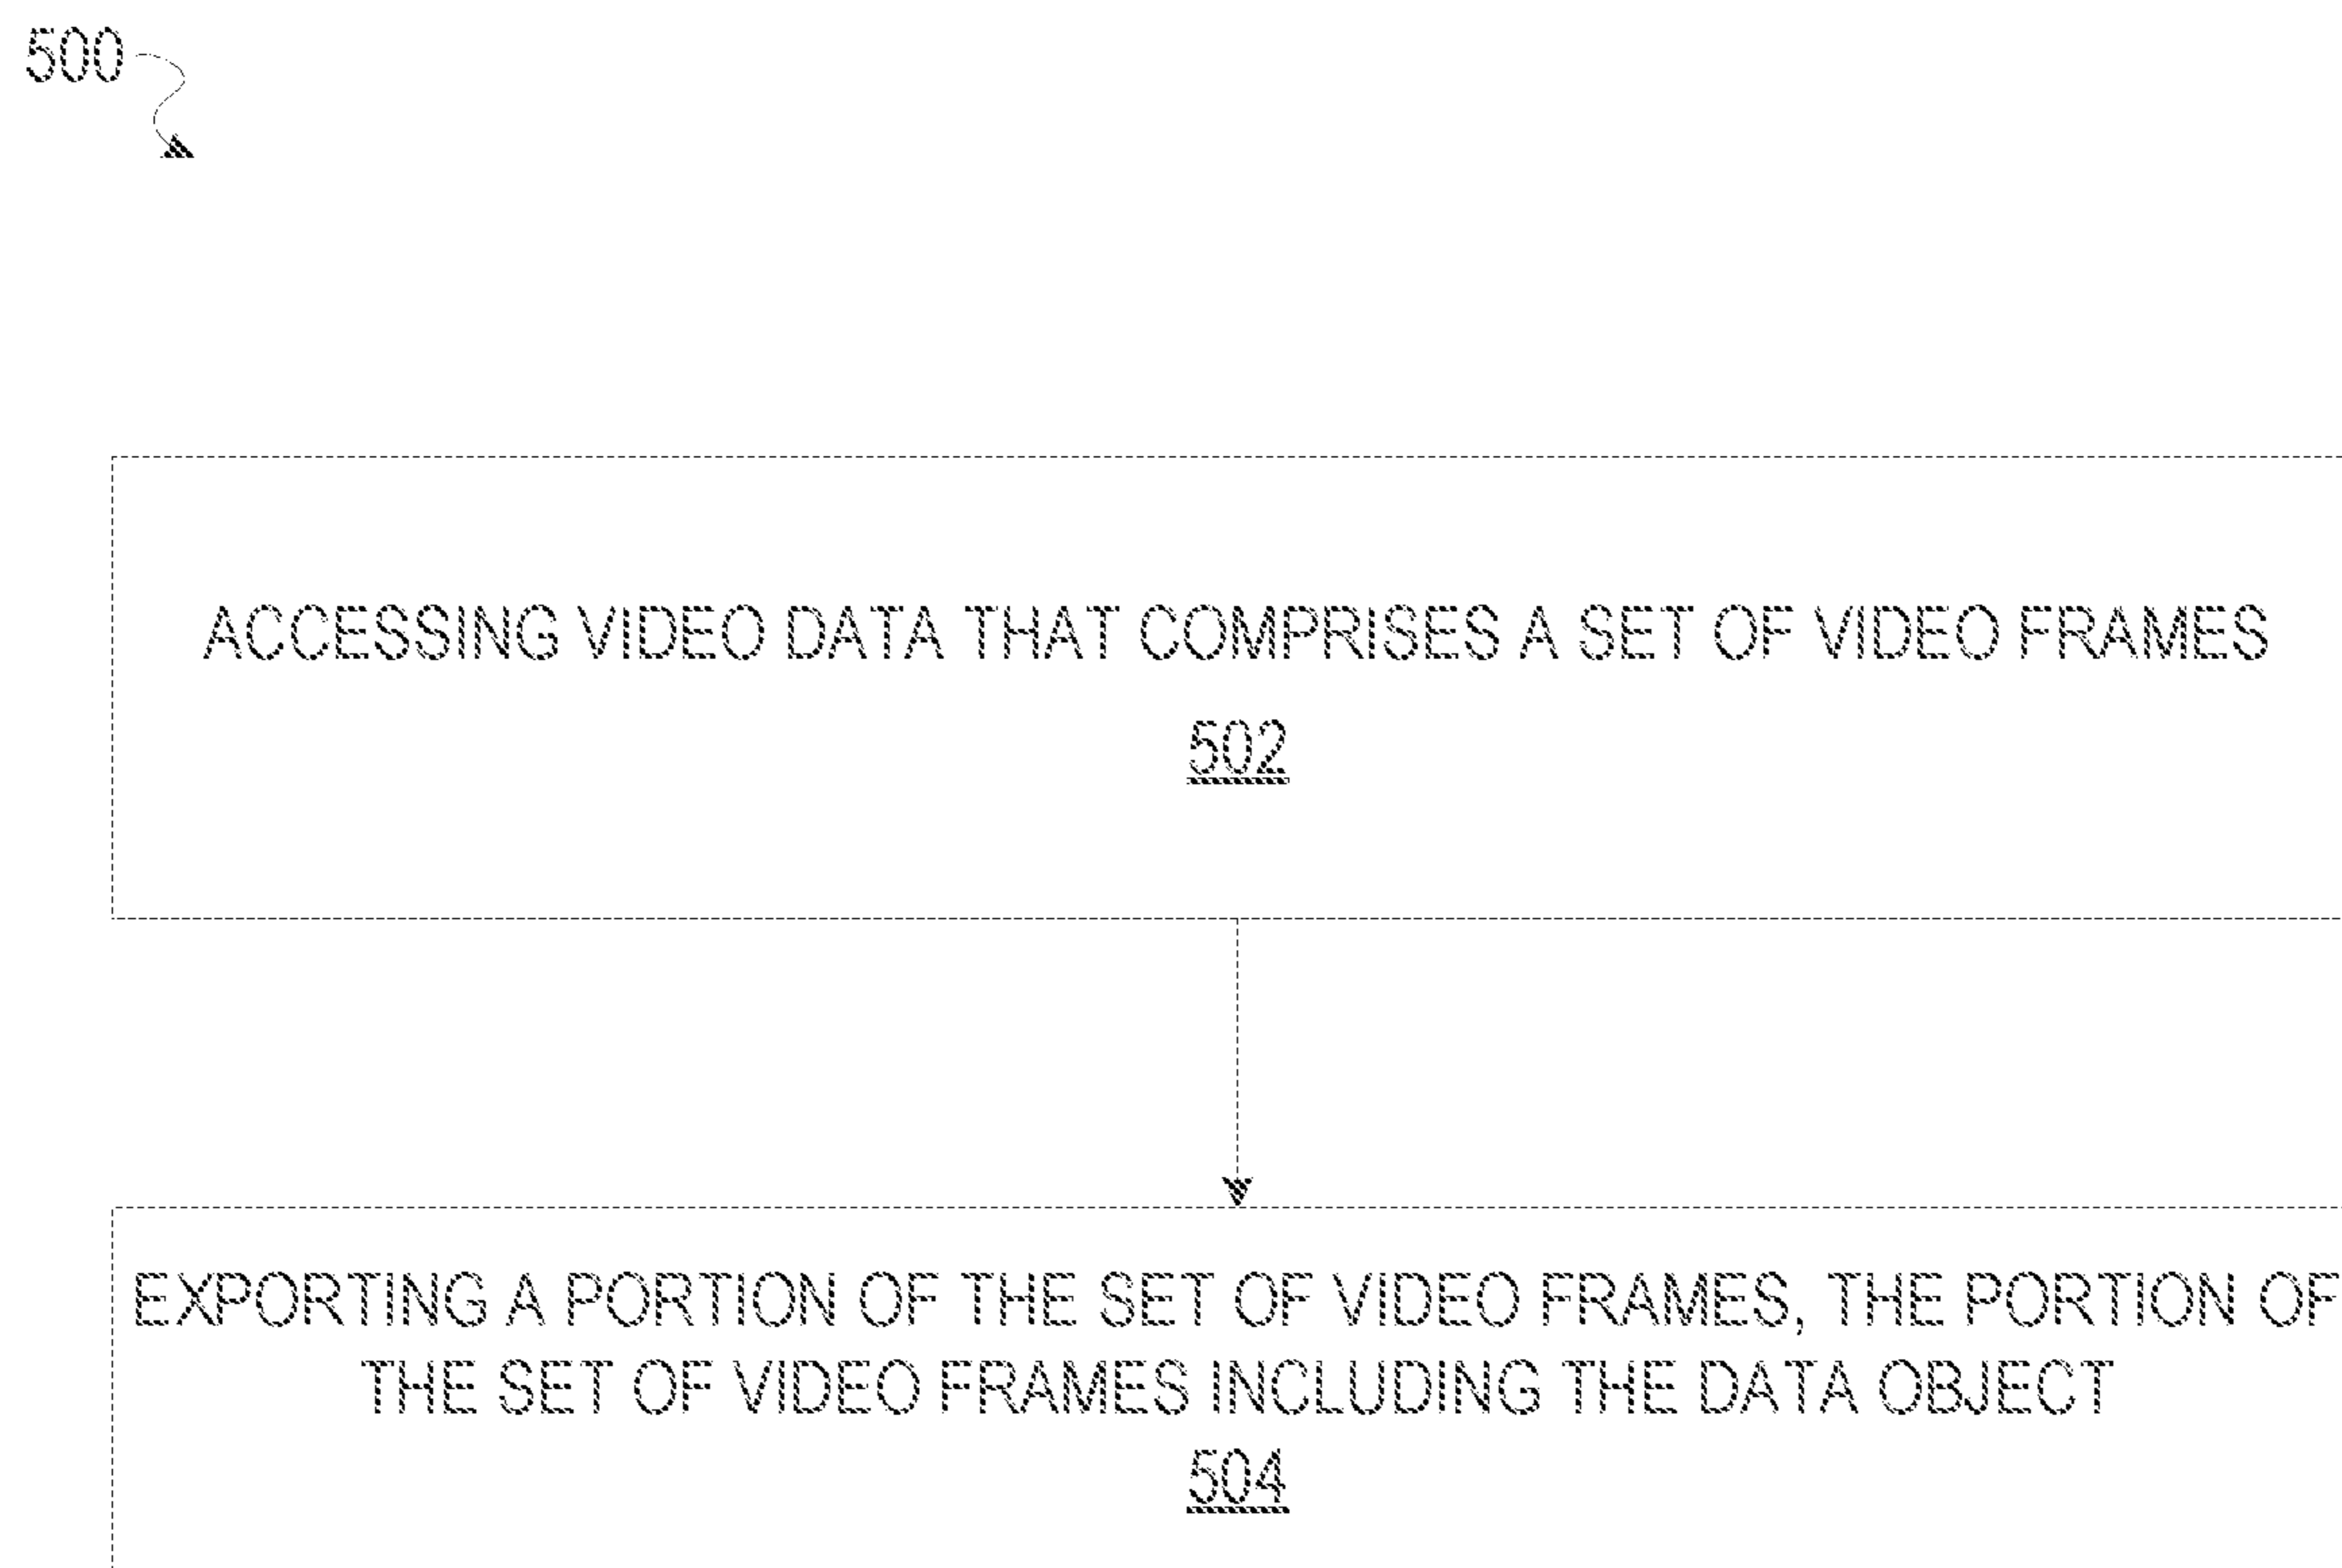 500
ACCESSING VIDEO DATA THAT COMPRISES A SET OF VIDEO FRAMES
502
EXPORTING A PORTION OF THE SET OF VIDEO FRAMES, THE PORTION OF
THE SET OF VIDEO FRAMES INCLUDING THE DATA OBJECT
504